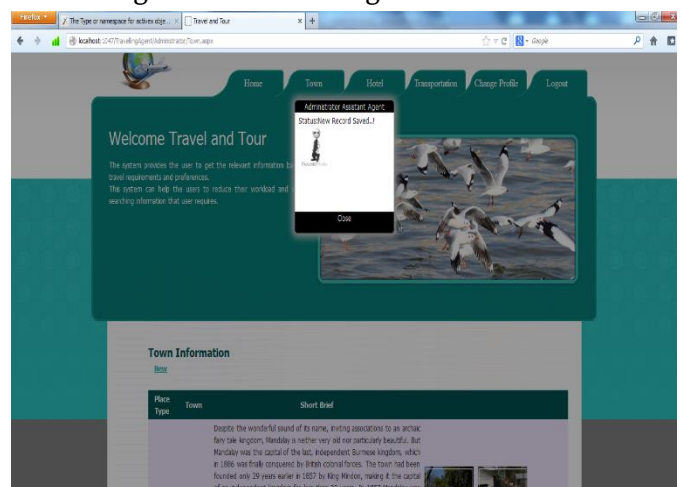 Firefox
The Type or namespace for activex obje...
Travel and Tour
localhost:1047/TravelingAgent/Administrator/Town.aspx
Google
Home
Town
Hotel
Transportation
Change Profile
Logout
Administrator Assistant Agent
Status:New Record Saved..!
Close
Welcome Travel and Tour
The system provides the user to get the relevant information
travel requirements and preferences.
This system can help the users to reduce their workload and
searching information that user requires.
Town Information
New
Place Type
Town
Short Brief
Despite the wonderful sound of its name, inviting associations to an archaic
fairy tale kingdom, Mandalay is neither very old nor particularly beautiful. But
Mandalay was the capital of the last, independent Burmese kingdom, which
in 1886 was finally conquered by British colonial forces. The town had been
founded only 29 years earlier in 1857 by King Mindon, making it the capital